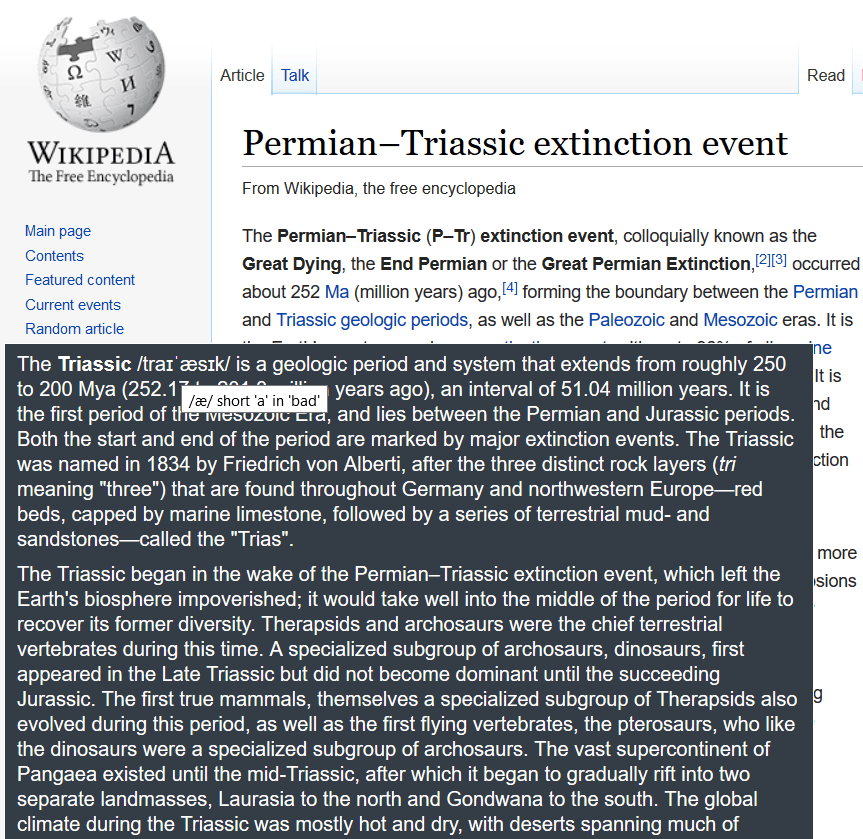 Ω
W
И
維
7
WIKIPEDIA
The Free Encyclopedia
Main page
Contents
Featured content
Current events
Random article
Article
Talk
Read
Permian–Triassic extinction event
From Wikipedia, the free encyclopedia
The Permian–Triassic (P–Tr) extinction event, colloquially known as the
Great Dying, the End Permian or the Great Permian Extinction,[2][3] occurred
about 252 Ma (million years) ago,[4] forming the boundary between the Permian
and Triassic geologic periods, as well as the Paleozoic and Mesozoic eras. It is
ne
It is
nd
the
ction
more
sions
g
The Triassic /traɪˈæsɪk/ is a geologic period and system that extends from roughly 250
to 200 Mya (252.17 years ago), an interval of 51.04 million years. It is
/æ/ short 'a' in 'bad'
the first period of the Mesozoic Era, and lies between the Permian and Jurassic periods.
Both the start and end of the period are marked by major extinction events. The Triassic
was named in 1834 by Friedrich von Alberti, after the three distinct rock layers (tri
meaning "three") that are found throughout Germany and northwestern Europe—red
beds, capped by marine limestone, followed by a series of terrestrial mud- and
sandstones—called the "Trias".
The Triassic began in the wake of the Permian–Triassic extinction event, which left the
Earth's biosphere impoverished; it would take well into the middle of the period for life to
recover its former diversity. Therapsids and archosaurs were the chief terrestrial
vertebrates during this time. A specialized subgroup of archosaurs, dinosaurs, first
appeared in the Late Triassic but did not become dominant until the succeeding
Jurassic. The first true mammals, themselves a specialized subgroup of Therapsids also
evolved during this period, as well as the first flying vertebrates, the pterosaurs, who like
the dinosaurs were a specialized subgroup of archosaurs. The vast supercontinent of
Pangaea existed until the mid-Triassic, after which it began to gradually rift into two
separate landmasses, Laurasia to the north and Gondwana to the south. The global
climate during the Triassic was mostly hot and dry, with deserts spanning much of